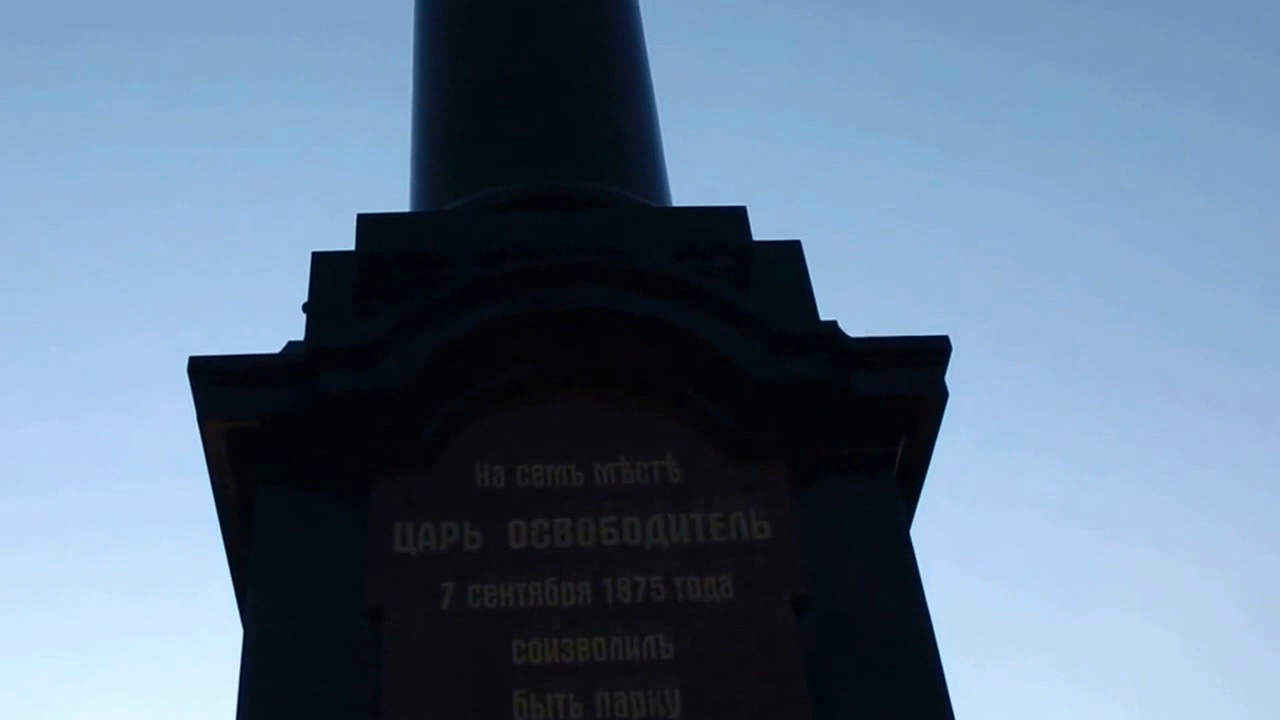 На семъ мѣстѣ
ЦАРЬ ОСВОБОДИТЕЛЬ
7 сентября 1875 года
соизволилъ
быть парку